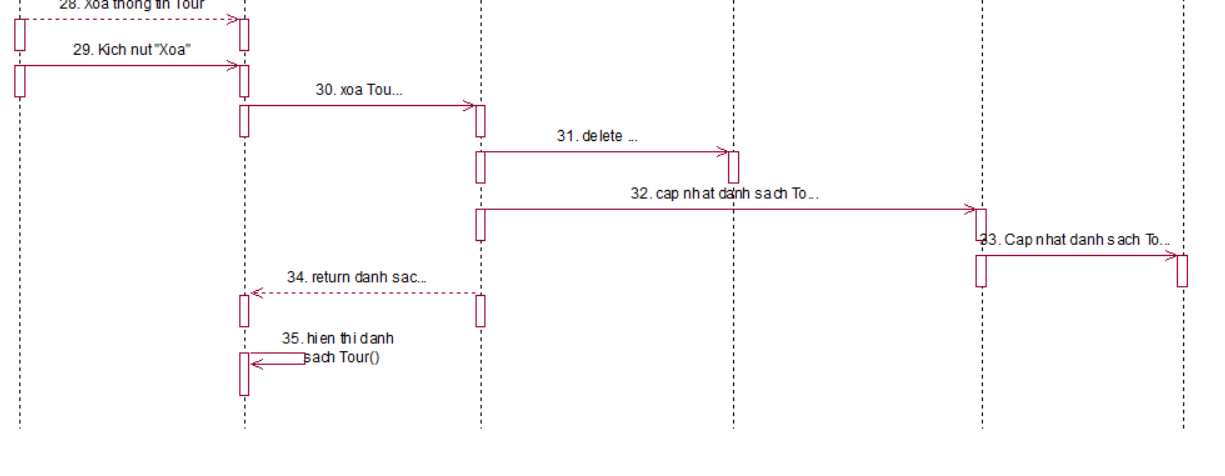 28. Xoa thong tin Tour
29. Kich nut "Xoa"
30. xoa Tou...
31. delete ...
32. cap nhat danh sach To...
33. Cap nhat danh sach To...
34. return danh sac...
35. hien thi danh
sach Tour()